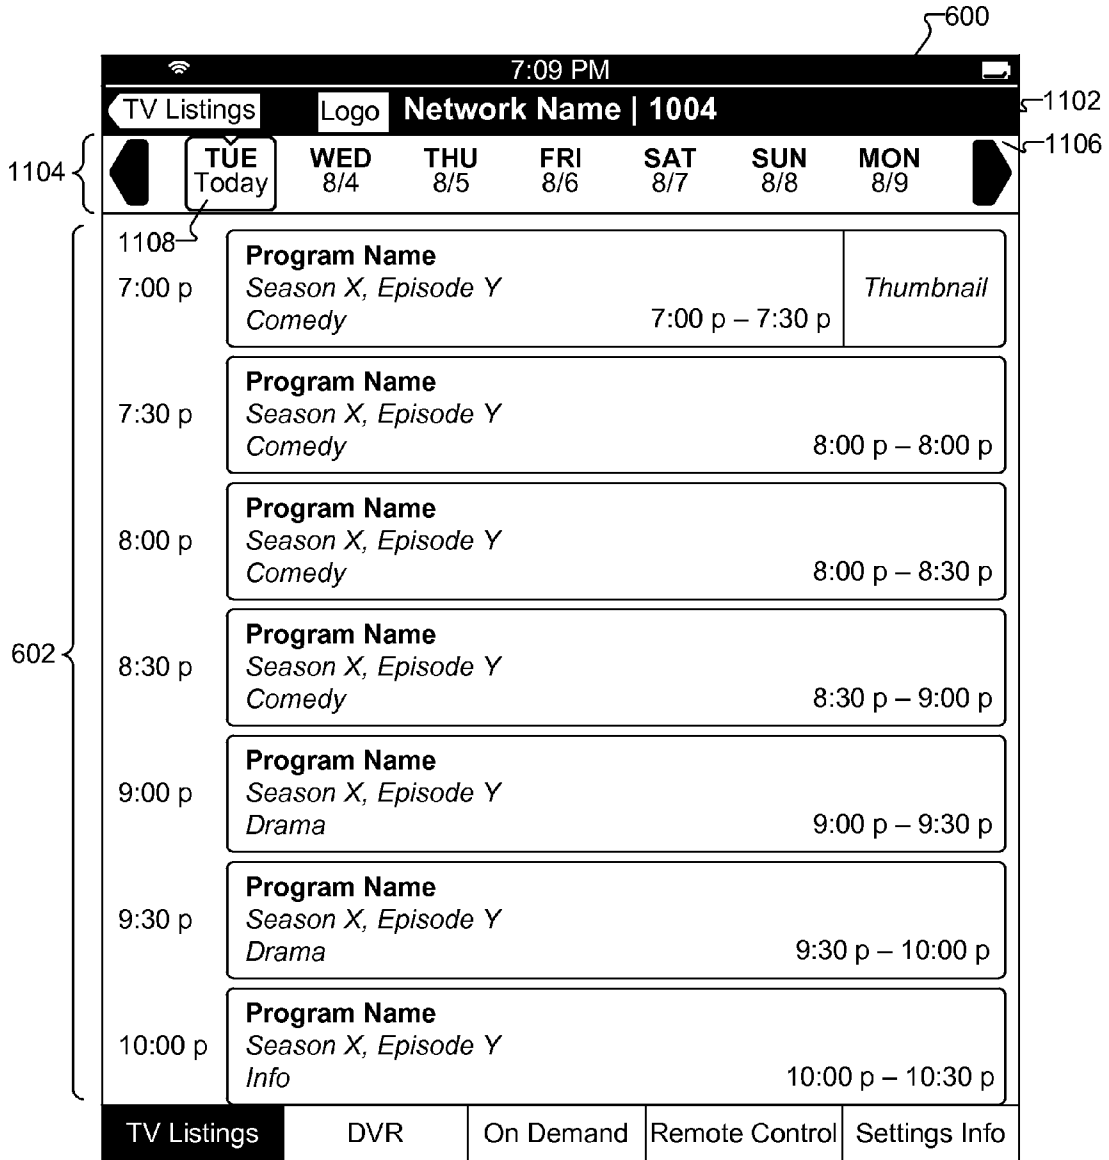 600
7:09 PM
TV Listings Logo Network Name | 1004
1102
1106
1104
TUE WED THU FRI SAT SUN MON
Today 8/4 8/5 8/6 8/7 8/8 8/9
1108
602
7:00 p
Program Name
Season X, Episode Y
Comedy
7:00 p – 7:30 p
Thumbnail
7:30 p
Program Name
Season X, Episode Y
Comedy
8:00 p – 8:00 p
8:00 p
Program Name
Season X, Episode Y
Comedy
8:00 p – 8:30 p
8:30 p
Program Name
Season X, Episode Y
Comedy
8:30 p – 9:00 p
9:00 p
Program Name
Season X, Episode Y
Drama
9:00 p – 9:30 p
9:30 p
Program Name
Season X, Episode Y
Drama
9:30 p – 10:00 p
10:00 p
Program Name
Season X, Episode Y
Info
10:00 p – 10:30 p
TV Listings DVR On Demand Remote Control Settings Info